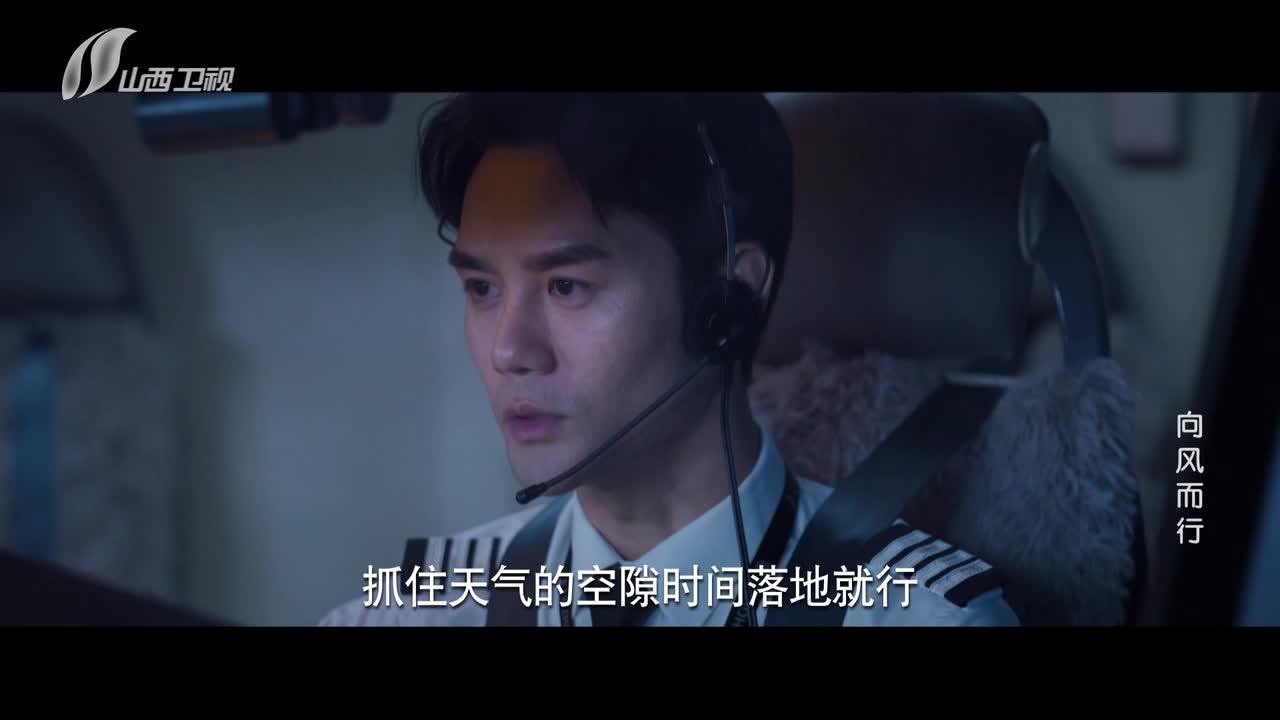 山西卫视
向风而行
抓住天气的空隙时间落地就行